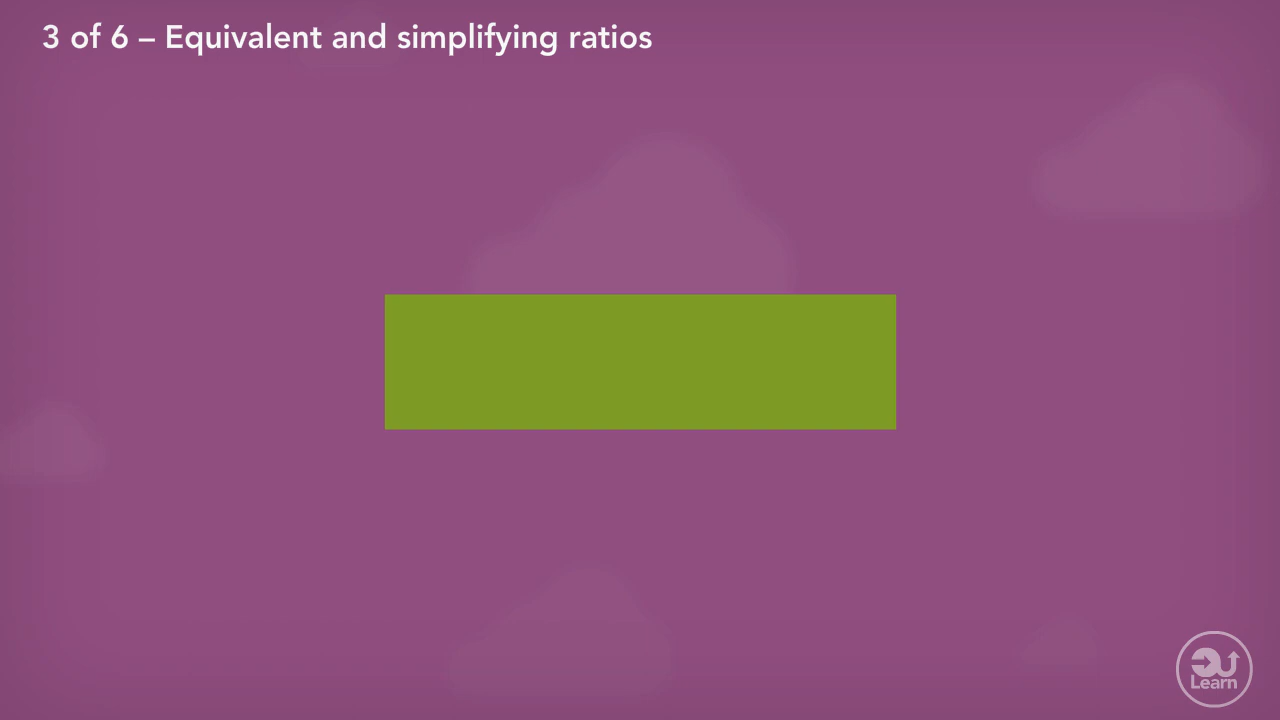 3 of 6 – Equivalent and simplifying ratios
Learn